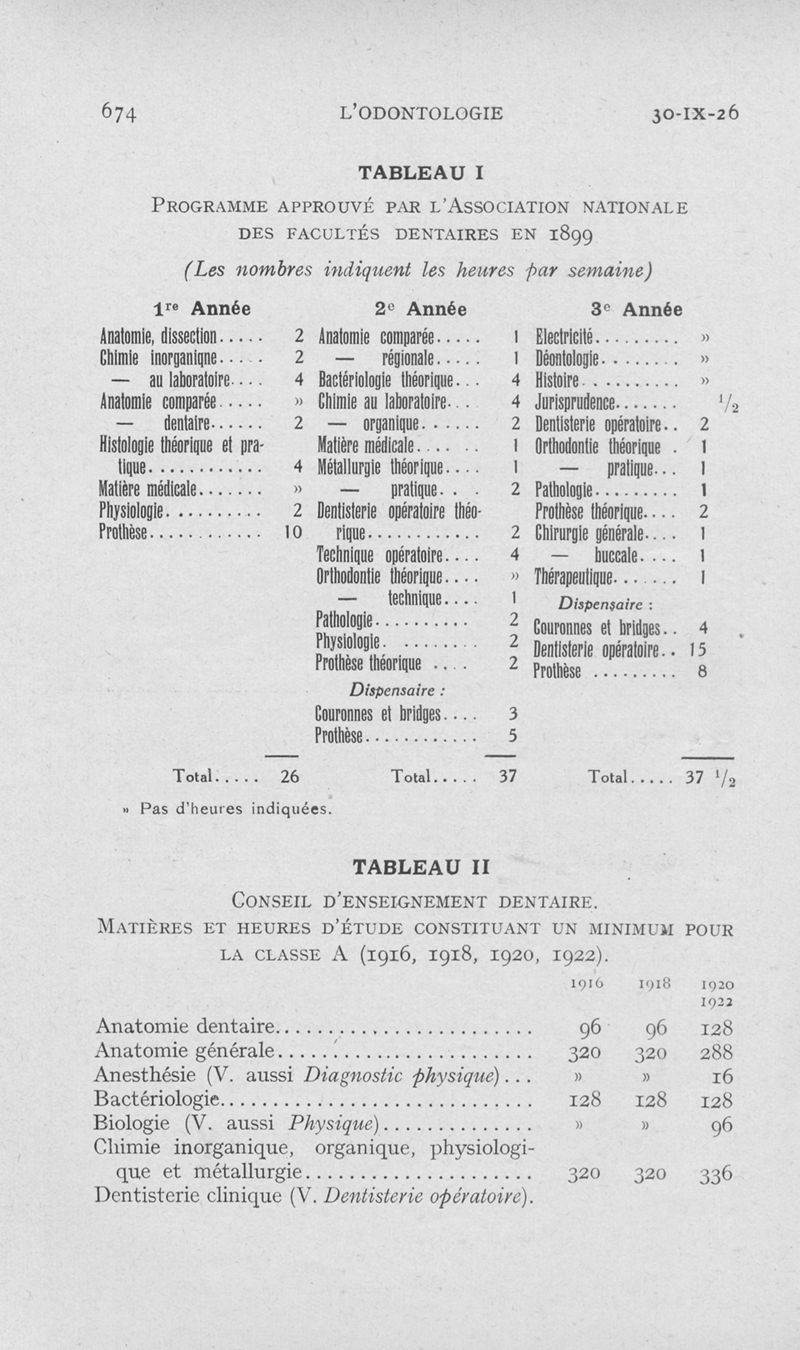 674 L'ODONTOLOGIE 30-IX-26
TABLEAU I
PROGRAMME APPROUVÉ PAR L'ASSOCIATION NATIONALE
DES FACULTÉS DENTAIRES EN 1899
(Les nombres indiquent les heures par semaine)
1re Année
Anatomie, dissection..... 2
Chimie inorganiqne..... 2
— au laboratoire.... 4
Anatomie comparée..... »
— dentaire...... 2
Histologie théorique et pra-
tique............ 4
Matière médicale....... »
Physiologie.......... 2
Prothèse............ 10
Total..... 26
2e Année
Anatomie comparée..... 1
— régionale..... 1
Bactériologie théorique... 4
Chimie au laboratoire... 4
— organique...... 2
Matière médicale...... 1
Métallurgie théorique.... 1
— pratique... 2
Dentisterie opératoire théo-
rique............ 2
Technique opératoire.... 4
Orthodontie théorique.... »
— technique.... 1
Pathologie.......... 2
Physiologie......... 2
Prothèse théorique .... 2
Dispensaire :
Couronnes et bridges.... 3
Prothèse............ 5
Total..... 37
3e Année
Electricité......... »
Déontologie........ »
Histoire.......... »
Jurisprudence....... 1/2
Dentisterie opératoire.. 2
Orthodontie théorique . 1
— pratique... 1
Pathologie......... 1
Prothèse théorique.... 2
Chirurgie générale.... 1
— buccale.... 1
Thérapeutique....... 1
Dispensaire :
Couronnes et bridges.. 4
Dentisterie opératoire.. 15
Prothèse ......... 8
Total..... 37 1/2
» Pas d'heures indiquées.
TABLEAU II
CONSEIL D'ENSEIGNEMENT DENTAIRE.
MATIÈRES ET HEURES D'ÉTUDE CONSTITUANT UN MINIMUM POUR
LA CLASSE A (1916, 1918, 1920, 1922).
1916 1918 1920
1922
Anatomie dentaire......................... 96 96 128
Anatomie générale......................... 320 320 288
Anesthésie (V. aussi Diagnostic physique)... » » 16
Bactériologie.............................. 128 128 128
Biologie (V. aussi Physique).............. » » 96
Chimie inorganique, organique, physiologi-
que et métallurgie...................... 320 320 336
Dentisterie clinique (V. Dentisterie opératoire).